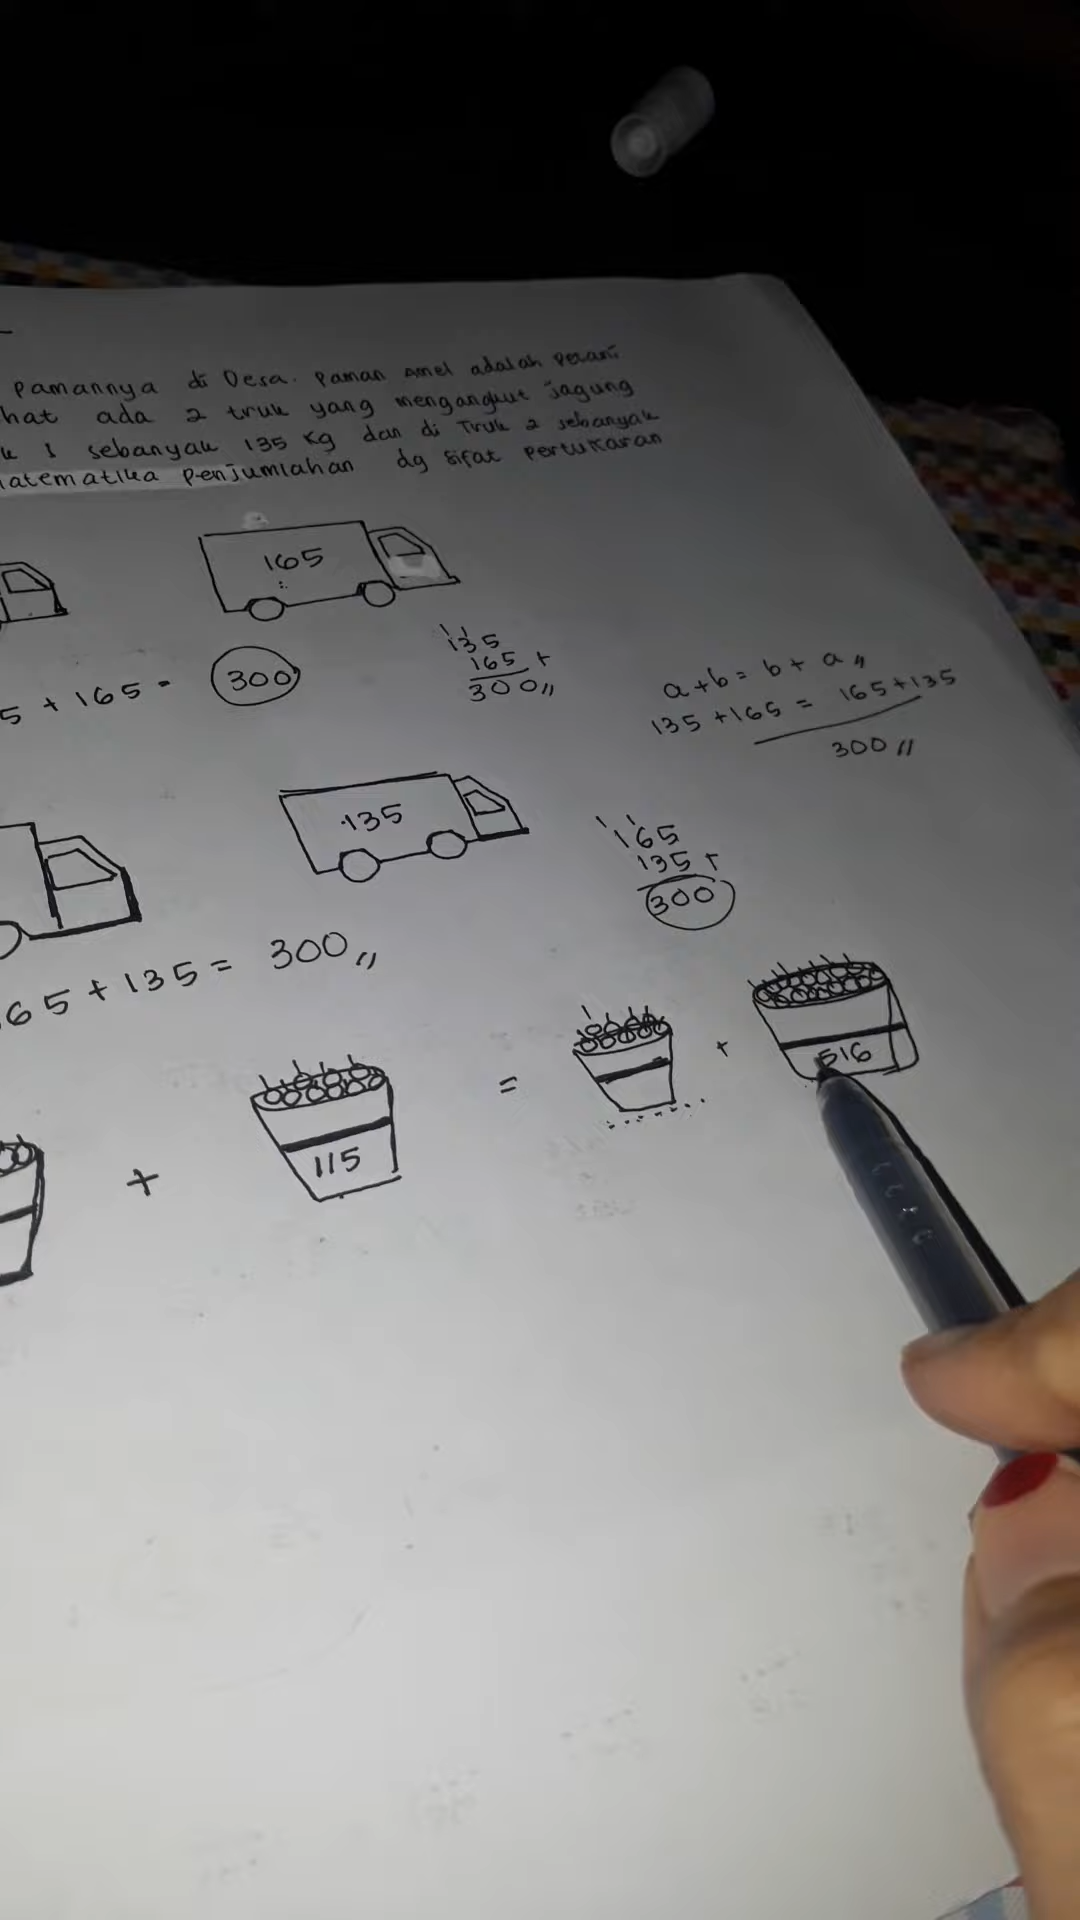 pamannya di Desa. Paman Amel adalah petani
hat ada 2 truk yang mengangkut jagung
k 1 sebanyak 135 Kg dan di Truk 2 sebanyak
atematika penjumlahan dg sifat Pertukaran
165
5 + 165 = 300
135
165 +
300 //
a + b = b + a //
135 + 165 = 165 + 135
300 //
135
165
135 +
300
65 + 135 = 300 //
+ 115 = + 516